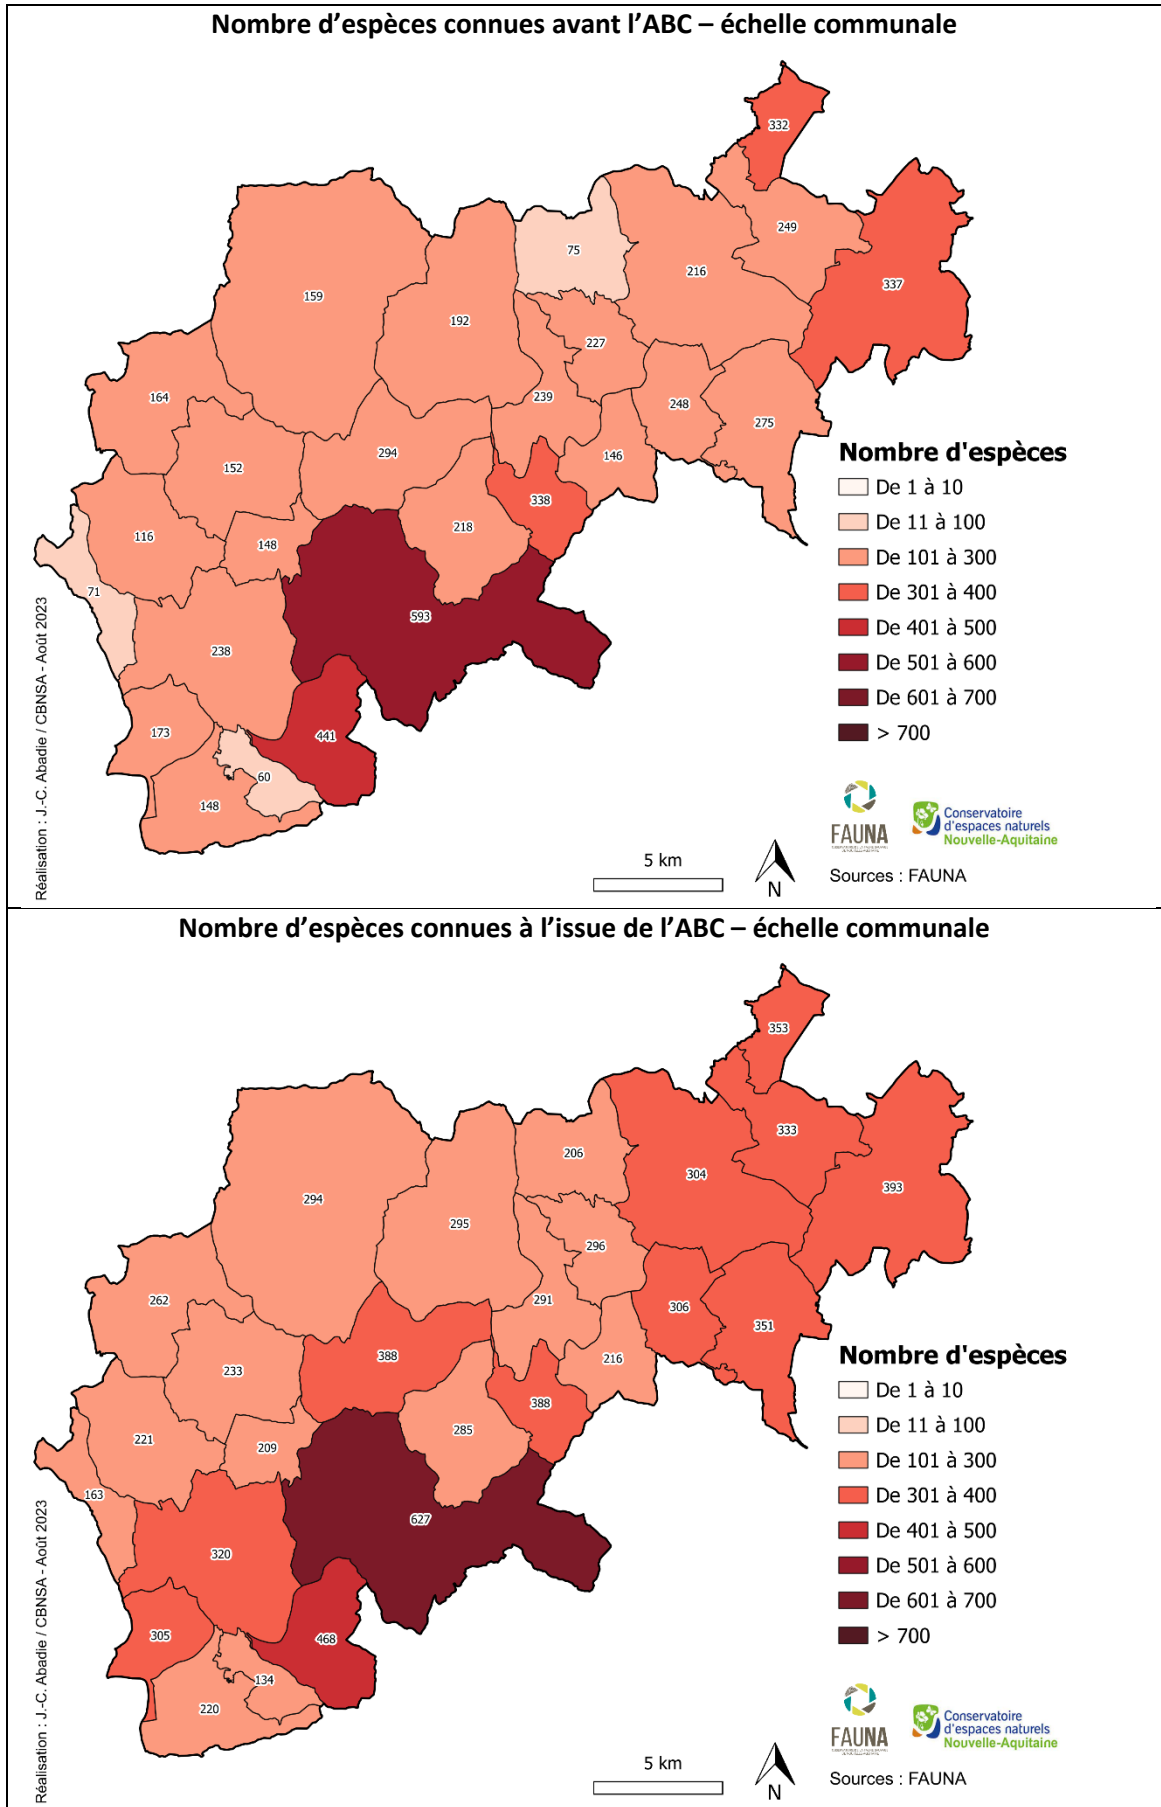 Nombre d’espèces connues avant l’ABC – échelle communale
332
249
337
75
216
159
192
227
164
239
248
275
294
146
152
338
218
116
148
71
593
238
173
441
60
148
Nombre d'espèces
De 1 à 10
De 11 à 100
De 101 à 300
De 301 à 400
De 401 à 500
De 501 à 600
De 601 à 700
> 700
Réalisation : J.-C. Abadie / CBNSA - Août 2023
5 km
N
FAUNA
Conservatoire
d'espaces naturels
Nouvelle-Aquitaine
Sources : FAUNA
Nombre d’espèces connues à l’issue de l’ABC – échelle communale
353
333
393
206
304
294
295
296
262
291
306
351
388
216
233
388
285
221
209
163
627
320
305
468
134
220
Nombre d'espèces
De 1 à 10
De 11 à 100
De 101 à 300
De 301 à 400
De 401 à 500
De 501 à 600
De 601 à 700
> 700
Réalisation : J.-C. Abadie / CBNSA - Août 2023
5 km
N
FAUNA
Conservatoire
d'espaces naturels
Nouvelle-Aquitaine
Sources : FAUNA